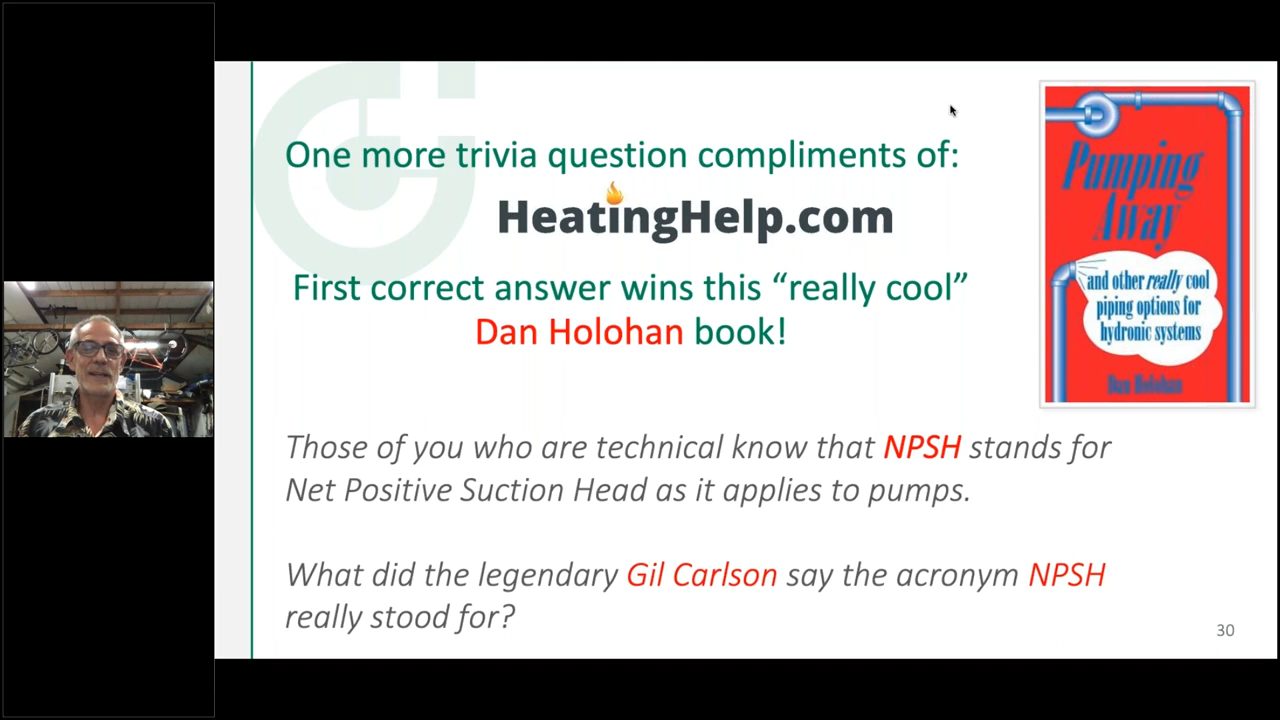 One more trivia question compliments of:
HeatingHelp.com
First correct answer wins this “really cool”
Dan Holohan book!
Pumping
Away
and other really cool
piping options for
hydronic systems
Dan Holohan
Those of you who are technical know that NPSH stands for
Net Positive Suction Head as it applies to pumps.
What did the legendary Gil Carlson say the acronym NPSH
really stood for?
30